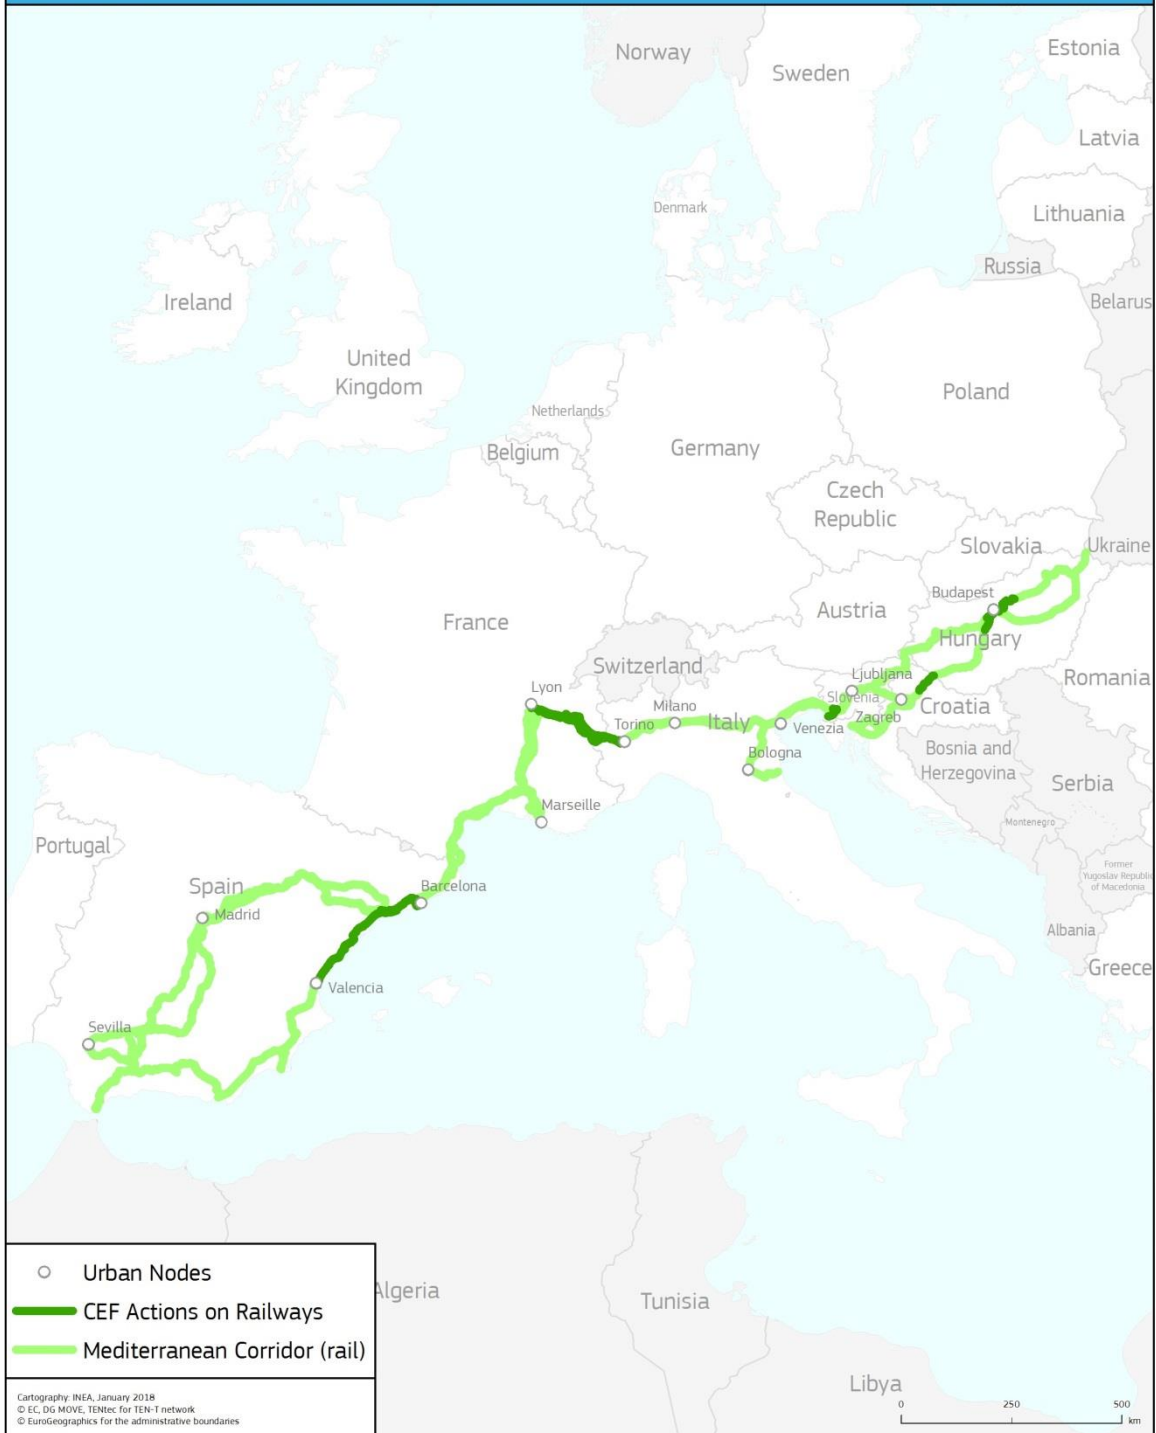 Norway
Sweden
Estonia
Latvia
Denmark
Lithuania
Russia
Ireland
Belarus
United
Kingdom
Poland
Netherlands
Germany
Belgium
Czech
Republic
Slovakia
Ukraine
Budapest
Austria
France
Hungary
Switzerland
Ljubljana
Romania
Lyon
Slovenia
Milano
Croatia
Torino
Italy
Zagreb
Venezia
Bologna
Bosnia and
Herzegovina
Serbia
Marseille
Montenegro
Portugal
Former
Yugoslav Republic
of Macedonia
Spain
Barcelona
Madrid
Albania
Greece
Valencia
Sevilla
Urban Nodes
CEF Actions on Railways
Mediterranean Corridor (rail)
Algeria
Tunisia
Libya
Cartography: INEA, January 2018
© EC, DG MOVE, TENtec for TEN-T network
© EuroGeographics for the administrative boundaries
0 250 500
km